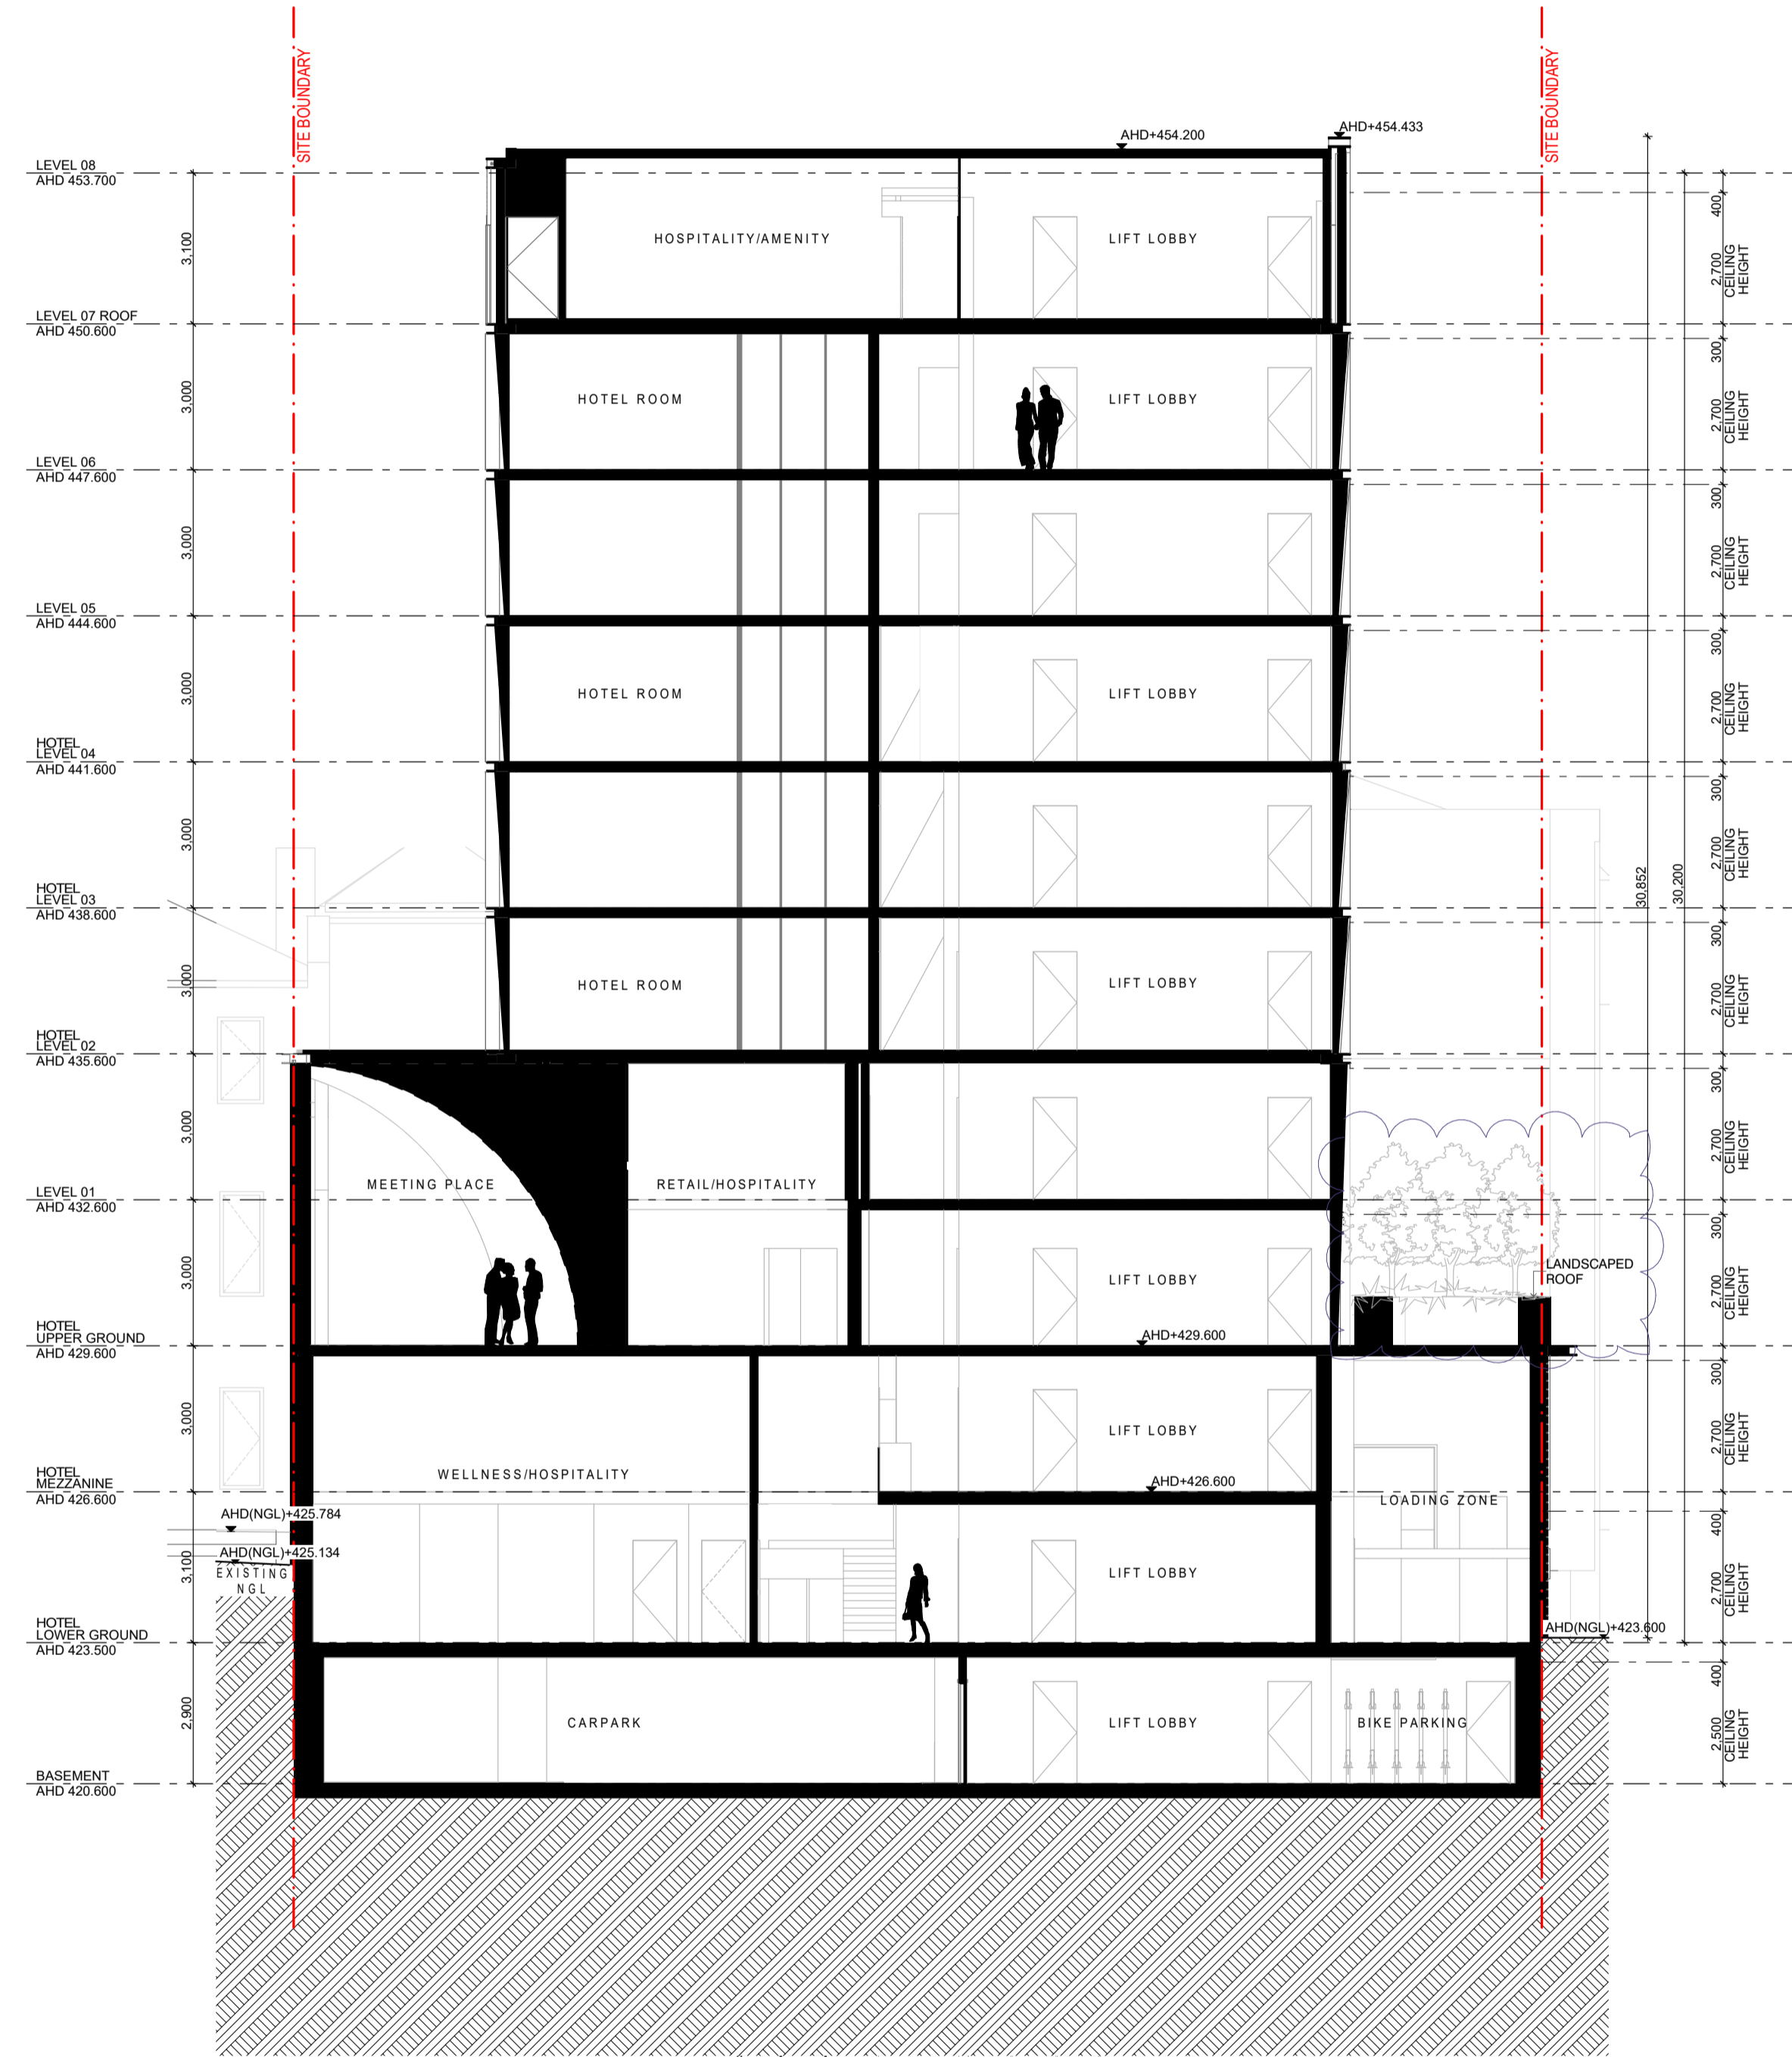 SITE BOUNDARY
SITE BOUNDARY
AHD+454.200
AHD+454.433
LEVEL 08
AHD 453.700
3,100
HOSPITALITY/AMENITY
LIFT LOBBY
400
2,700
CEILING
HEIGHT
LEVEL 07 ROOF
AHD 450.600
3,000
HOTEL ROOM
LIFT LOBBY
300
2,700
CEILING
HEIGHT
LEVEL 06
AHD 447.600
3,000
300
2,700
CEILING
HEIGHT
LEVEL 05
AHD 444.600
3,000
HOTEL ROOM
LIFT LOBBY
300
2,700
CEILING
HEIGHT
HOTEL
LEVEL 04
AHD 441.600
3,000
300
2,700
CEILING
HEIGHT
30,852
30,200
HOTEL
LEVEL 03
AHD 438.600
3,000
HOTEL ROOM
LIFT LOBBY
300
2,700
CEILING
HEIGHT
HOTEL
LEVEL 02
AHD 435.600
3,000
MEETING PLACE
RETAIL/HOSPITALITY
300
2,700
CEILING
HEIGHT
LEVEL 01
AHD 432.600
3,000
LIFT LOBBY
LANDSCAPED
ROOF
300
2,700
CEILING
HEIGHT
HOTEL
UPPER GROUND
AHD 429.600
AHD+429.600
3,000
LIFT LOBBY
WELLNESS/HOSPITALITY
300
2,700
CEILING
HEIGHT
HOTEL
MEZZANINE
AHD 426.600
AHD+426.600
LOADING ZONE
AHD(NGL)+425.784
AHD(NGL)+425.134
EXISTING
NGL
3,100
LIFT LOBBY
400
2,700
CEILING
HEIGHT
HOTEL
LOWER GROUND
AHD 423.500
AHD(NGL)+423.600
2,900
CARPARK
LIFT LOBBY
BIKE PARKING
400
2,500
CEILING
HEIGHT
BASEMENT
AHD 420.600